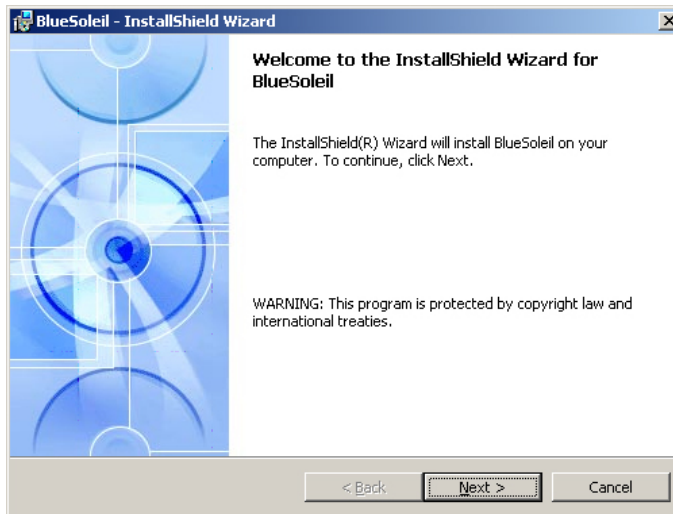 BlueSoleil - InstallShield Wizard
Welcome to the InstallShield Wizard for
BlueSoleil
The InstallShield(R) Wizard will install BlueSoleil on your
computer. To continue, click Next.
WARNING: This program is protected by copyright law and
international treaties.
< Back
Next >
Cancel